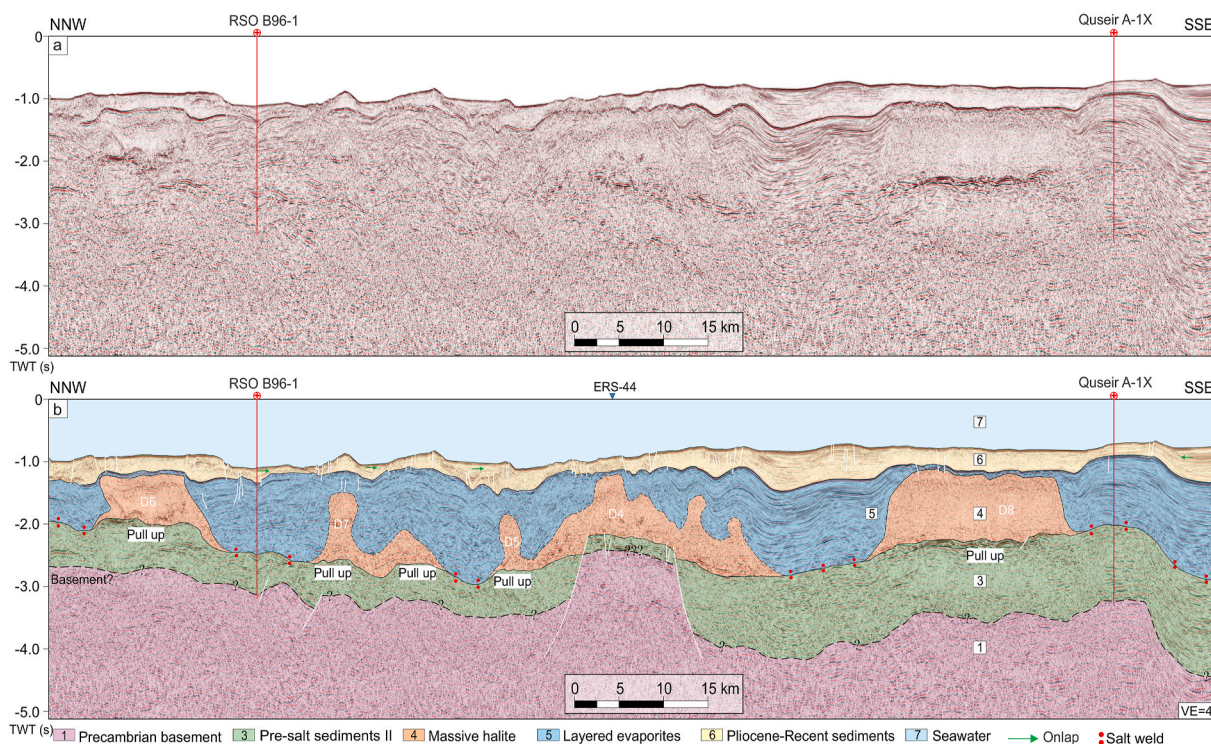 NNW RSO B96-1 Quseir A-1X SSE
0
a
-1.0
-2.0
-3.0
-4.0
0 5 10 15 km
-5.0
TWT (s)
NNW RSO B96-1 ERS-44 Quseir A-1X SSE
0
b
7
-1.0
6
D6 D7 D4 D8
-2.0
5 4
D5
Pull up Pull up
???
Pull up Pull up Pull up
Basement?
3
-3.0
? ? ? ? ? ? ?
-4.0
1
0 5 10 15 km
-5.0
VE=4
TWT (s)
1 Precambrian basement 3 Pre-salt sediments II 4 Massive halite 5 Layered evaporites 6 Pliocene-Recent sediments 7 Seawater Onlap Salt weld